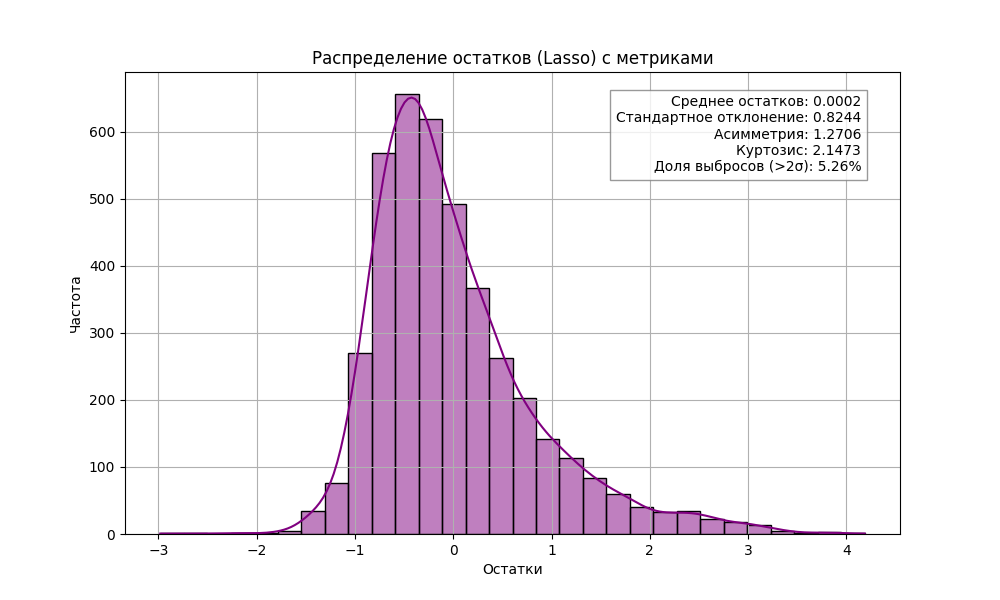 Распределение остатков (Lasso) с метриками
Среднее остатков: 0.0002
Стандартное отклонение: 0.8244
Асимметрия: 1.2706
Куртозис: 2.1473
Доля выбросов (>2σ): 5.26%
Частота
600
500
400
300
200
100
0
−3 −2 −1 0 1 2 3 4
Остатки